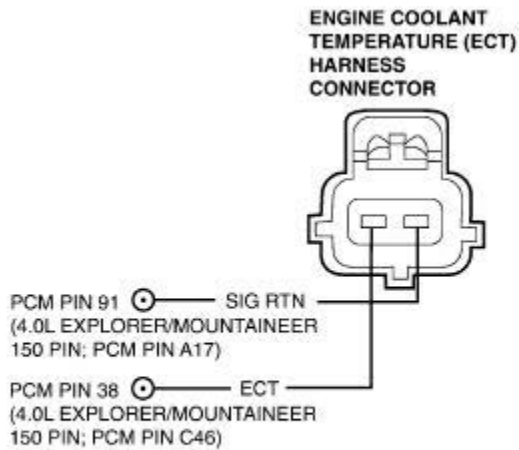 ENGINE COOLANT
TEMPERATURE (ECT)
HARNESS
CONNECTOR
PCM PIN 91 SIG RTN
(4.0L EXPLORER/MOUNTAINEER
150 PIN; PCM PIN A17)
PCM PIN 38 ECT
(4.0L EXPLORER/MOUNTAINEER
150 PIN; PCM PIN C46)